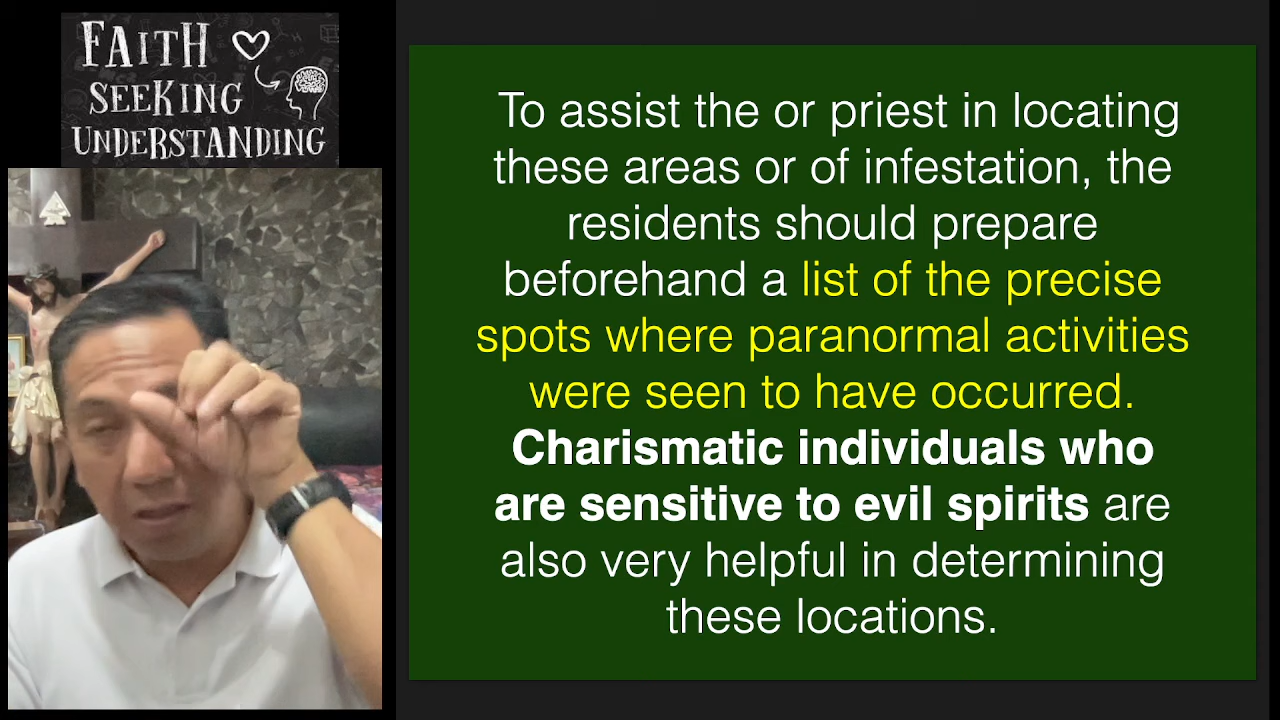 FAITH
SEEKING
UNDERSTANDING
To assist the or priest in locating
these areas or of infestation, the
residents should prepare
beforehand a list of the precise
spots where paranormal activities
were seen to have occurred.
Charismatic individuals who
are sensitive to evil spirits are
also very helpful in determining
these locations.